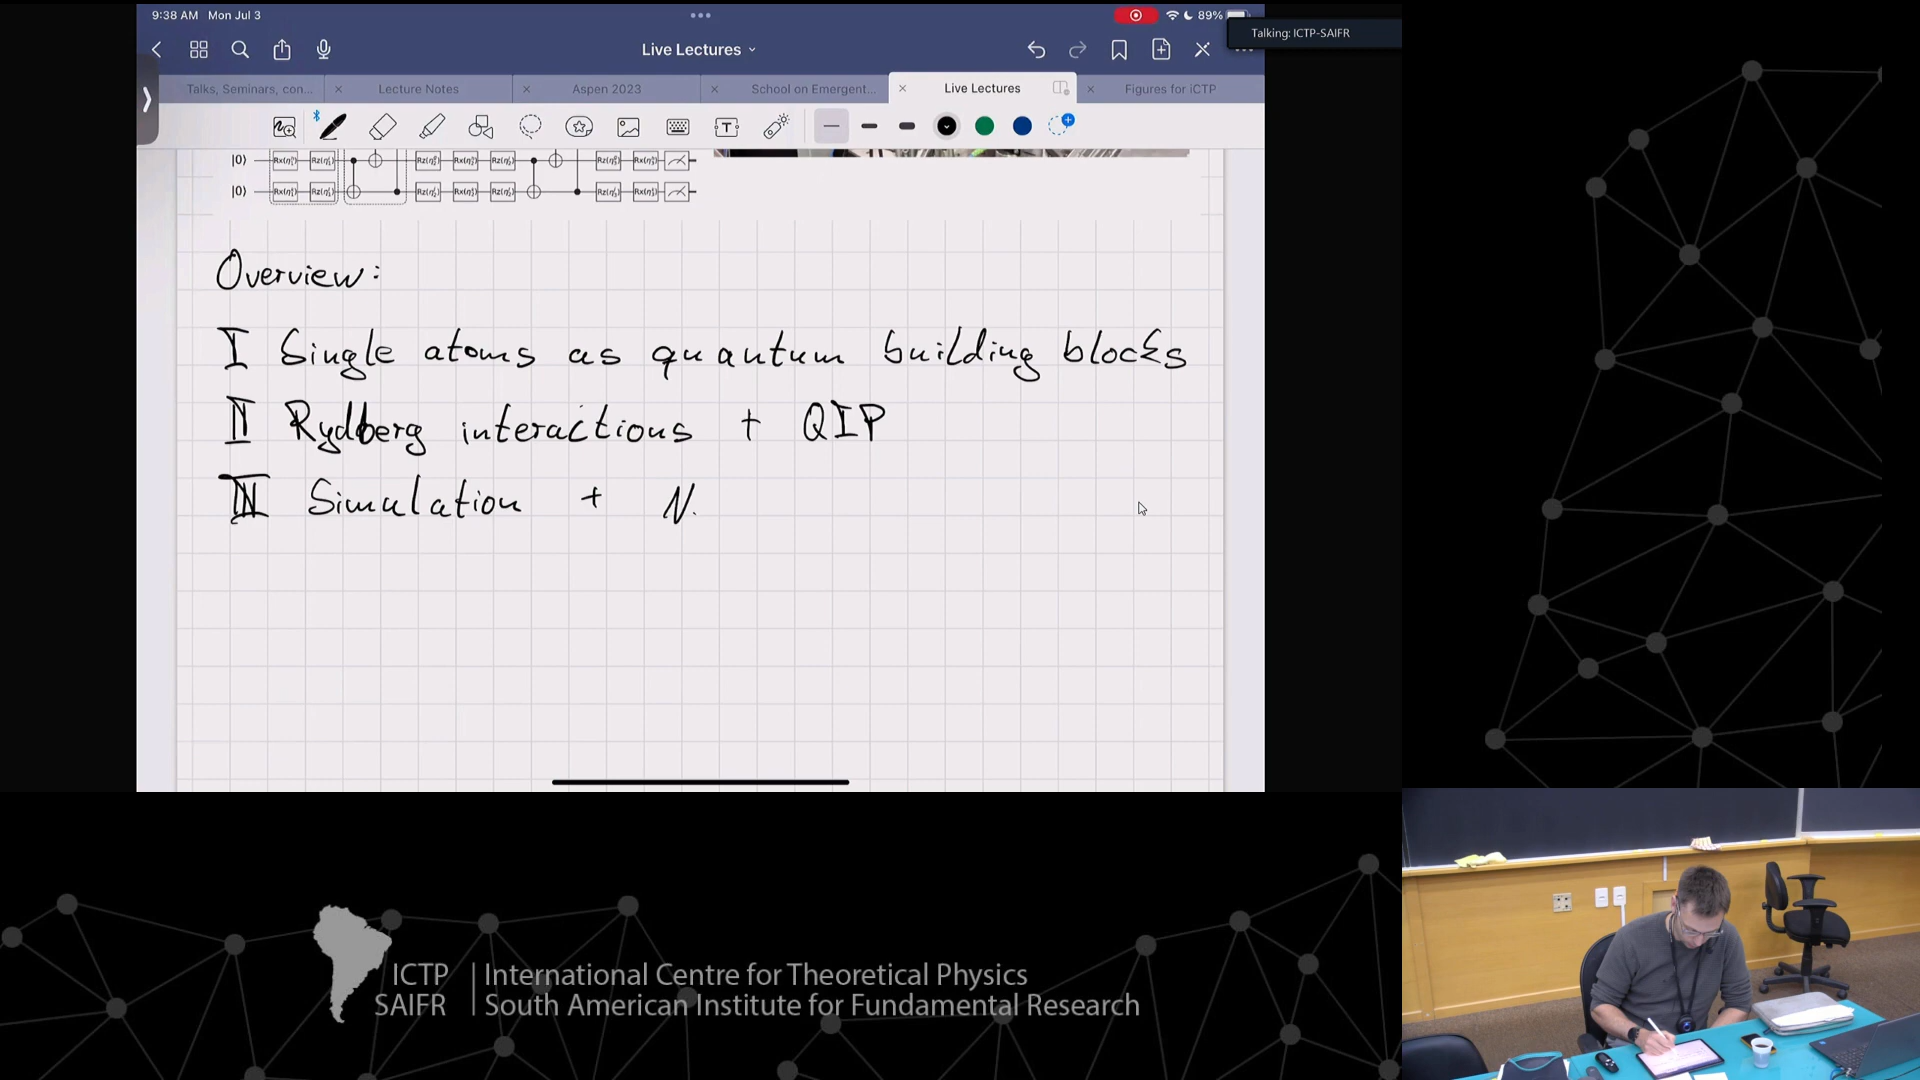 9:38 AM Mon Jul 3
89%
Talking: ICTP-SAIFR
Live Lectures
Talks, Seminars, con...
Lecture Notes
Aspen 2023
School on Emergent...
Live Lectures
Figures for iCTP
|0⟩
|0⟩
Overview:
I Single atoms as quantum building blocks
II Rydberg interactions + QIP
III Simulation + N.
ICTP | International Centre for Theoretical Physics
SAIFR | South American Institute for Fundamental Research